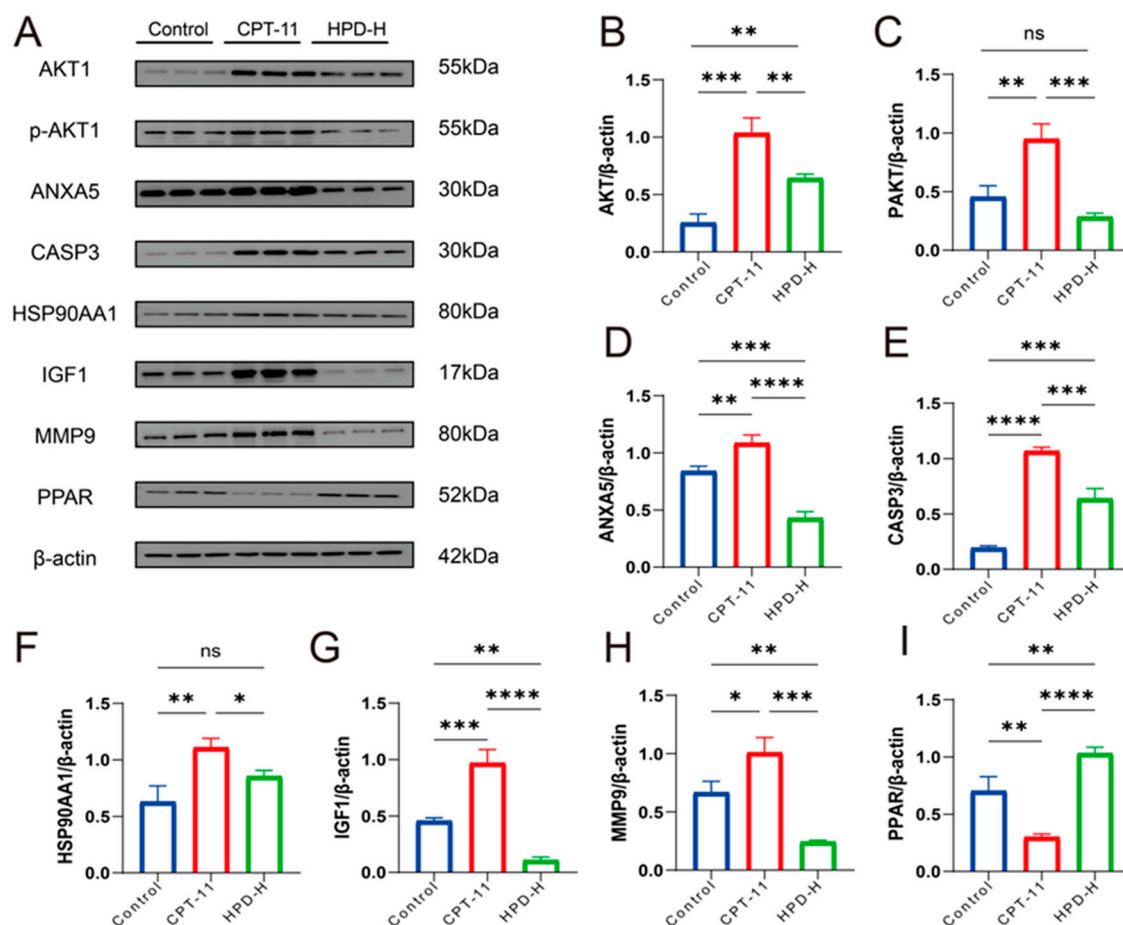 A
Control CPT-11 HPD-H
AKT1 55kDa
p-AKT1 55kDa
ANXA5 30kDa
CASP3 30kDa
HSP90AA1 80kDa
IGF1 17kDa
MMP9 80kDa
PPAR 52kDa
β-actin 42kDa
B
**
*** **
AKT/β-actin
1.5
1.0
0.5
0.0
Control CPT-11 HPD-H
C
ns
** ***
PAKT/β-actin
1.5
1.0
0.5
0.0
Control CPT-11 HPD-H
D
***
** ****
ANXA5/β-actin
1.5
1.0
0.5
0.0
Control CPT-11 HPD-H
E
***
**** ***
CASP3/β-actin
1.5
1.0
0.5
0.0
Control CPT-11 HPD-H
F
ns
** *
HSP90AA1/β-actin
1.5
1.0
0.5
0.0
Control CPT-11 HPD-H
G
**
*** ****
IGF1/β-actin
1.5
1.0
0.5
0.0
Control CPT-11 HPD-H
H
**
* ***
MMP9/β-actin
1.5
1.0
0.5
0.0
Control CPT-11 HPD-H
I
**
** ****
PPAR/β-actin
1.5
1.0
0.5
0.0
Control CPT-11 HPD-H